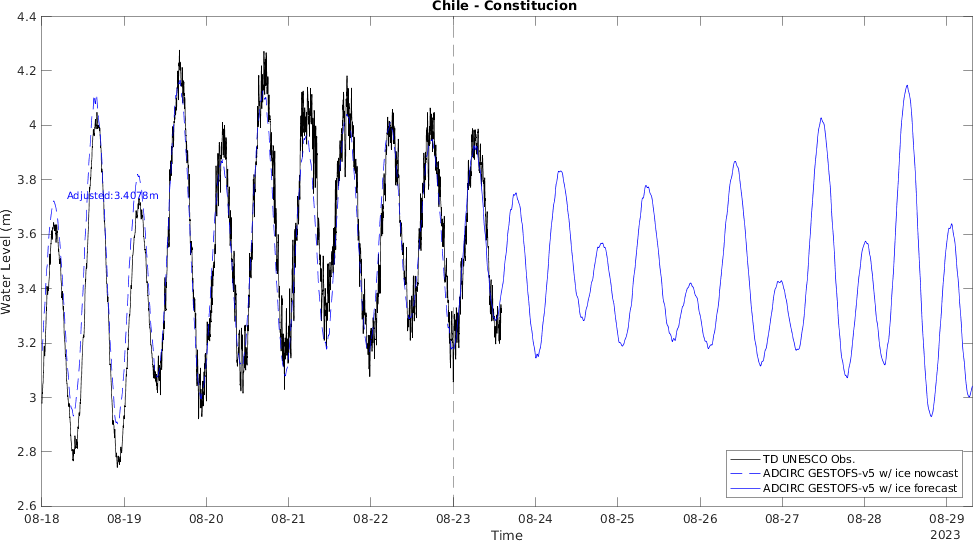 Chile - Constitucion
4.4
4.2
4
3.8
3.6
3.4
3.2
3
2.8
2.6
Water Level (m)
Adjusted:3.4078m
TD UNESCO Obs.
ADCIRC GESTOFS-v5 w/ ice nowcast
ADCIRC GESTOFS-v5 w/ ice forecast
08-18 08-19 08-20 08-21 08-22 08-23 08-24 08-25 08-26 08-27 08-28 08-29
Time
2023